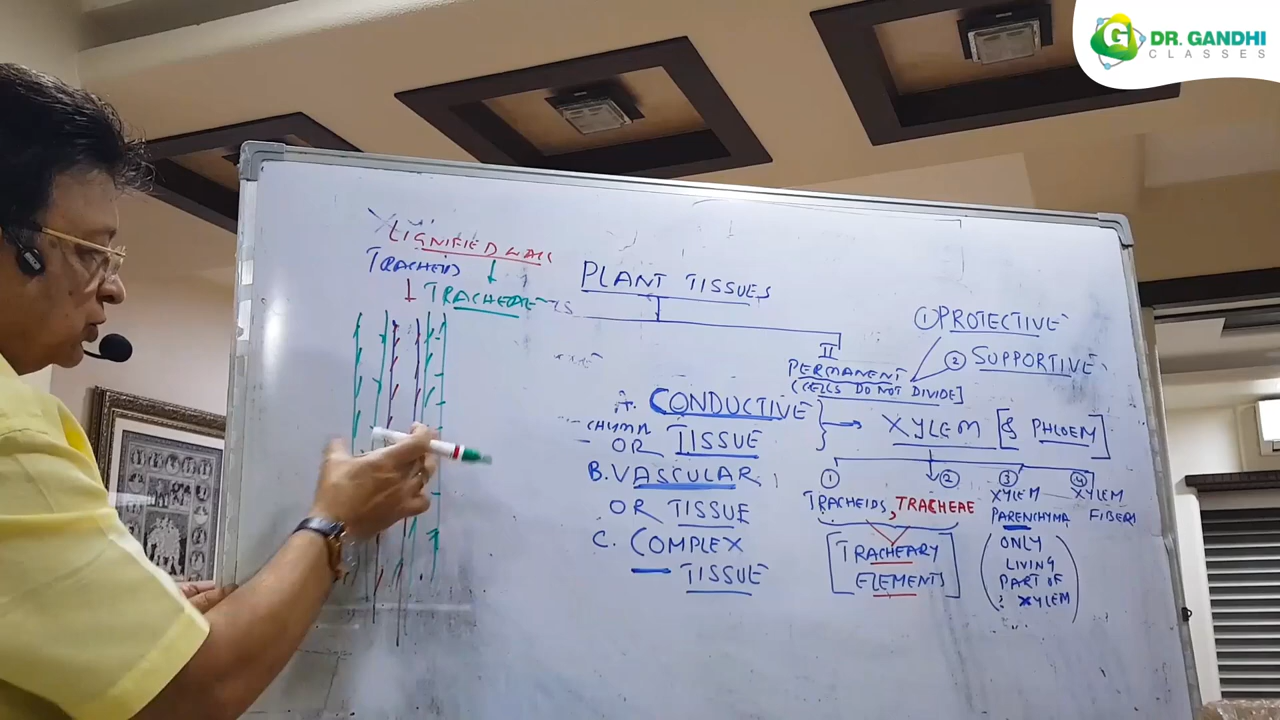 DR. GANDHI
CLASSES
LIGNIFIED WALL
TRACHEID
TRACHEAE
PLANT TISSUES
① PROTECTIVE
② SUPPORTIVE
II
PERMANENT
(CELLS DO NOT DIVIDE]
A. CONDUCTIVE
OR TISSUE
B. VASCULAR
OR TISSUE
C. COMPLEX
TISSUE
XYLEM [& PHLOEM]
① ② ③ ④
TRACHEIDS, TRACHEAE
[TRACHEARY
ELEMENT]
XYLEM
PARENCHYMA
(ONLY
LIVING
PART OF
XYLEM)
XYLEM
FIBERS